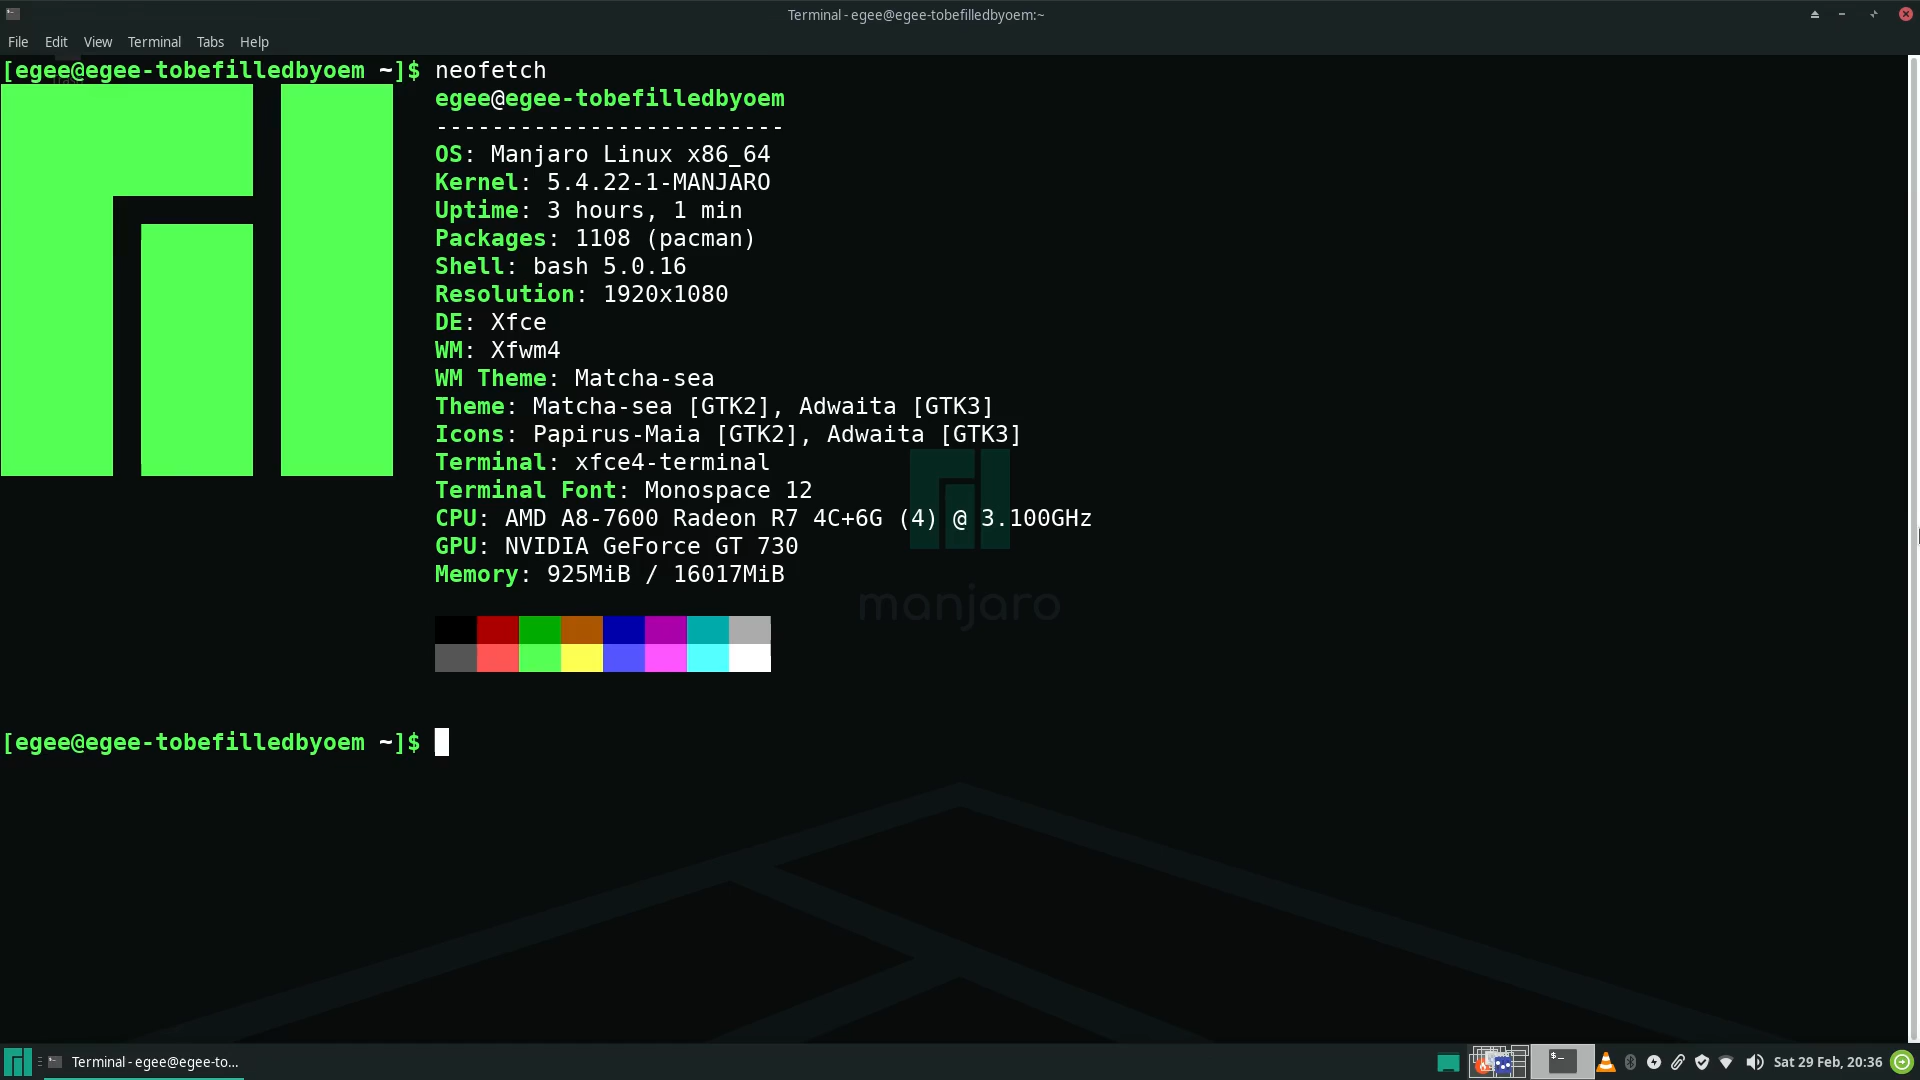 Terminal - egee@egee-tobefilledbyoem:~
File Edit View Terminal Tabs Help
[egee@egee-tobefilledbyoem ~]$ neofetch
egee@egee-tobefilledbyoem
-------------------------
OS: Manjaro Linux x86_64
Kernel: 5.4.22-1-MANJARO
Uptime: 3 hours, 1 min
Packages: 1108 (pacman)
Shell: bash 5.0.16
Resolution: 1920x1080
DE: Xfce
WM: Xfwm4
WM Theme: Matcha-sea
Theme: Matcha-sea [GTK2], Adwaita [GTK3]
Icons: Papirus-Maia [GTK2], Adwaita [GTK3]
Terminal: xfce4-terminal
Terminal Font: Monospace 12
CPU: AMD A8-7600 Radeon R7 4C+6G (4) @ 3.100GHz
GPU: NVIDIA GeForce GT 730
Memory: 925MiB / 16017MiB
manjaro
[egee@egee-tobefilledbyoem ~]$
Terminal - egee@egee-to...
Sat 29 Feb, 20:36